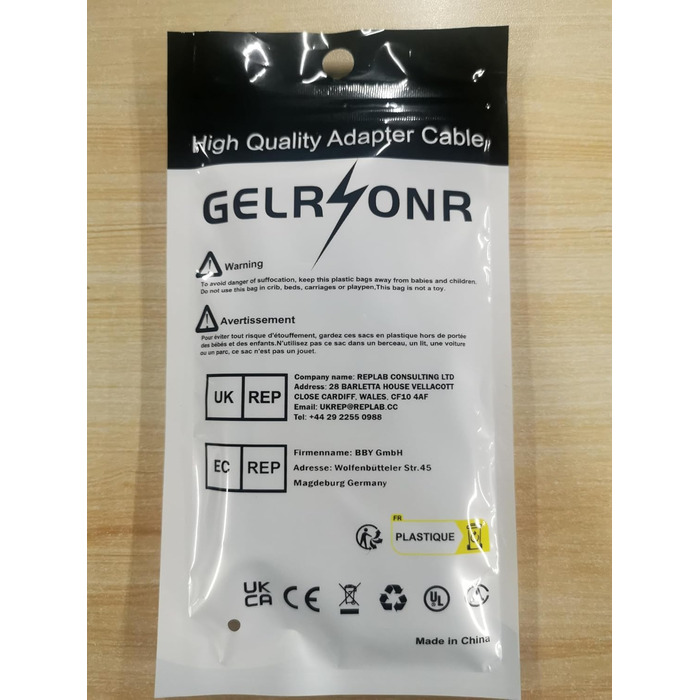 High Quality Adapter Cable
GELRSONR
Warning
To avoid danger of suffocation, keep this plastic bags away from babies and children.
Do not use this bag in crib, beds, carriages or playpen,This bag is not a toy.
Avertissement
Pour éviter tout risque d'étouffement, gardez ces sacs en plastique hors de portée
des bébés et des enfants.N'utilisez pas ce sac dans un berceau, un lit, une voiture
ou un parc, ce sac n'est pas un jouet.
UK REP
Company name: REPLAB CONSULTING LTD
Address: 28 BARLETTA HOUSE VELLACOTT
CLOSE CARDIFF, WALES, CF10 4AF
Email: UKREP@REPLAB.CC
Tel: +44 29 2255 0988
EC REP
Firmenname: BBY GmbH
Adresse: Wolfenbütteler Str.45
Magdeburg Germany
FR
PLASTIQUE
UK
CA CE UL
Made in China